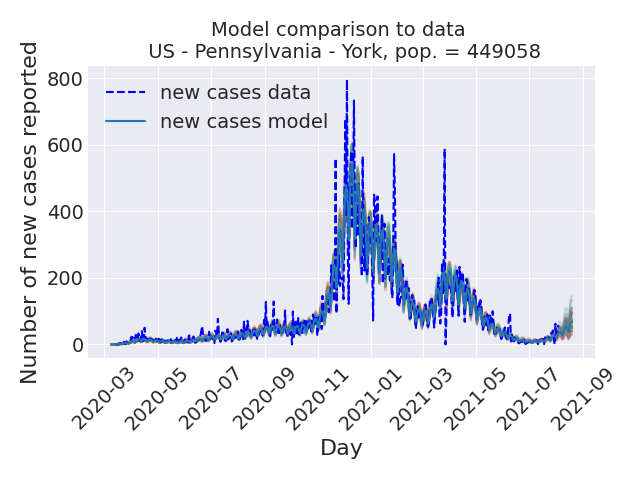 Model comparison to data
US - Pennsylvania - York, pop. = 449058
Number of new cases reported
800
600
400
200
0
new cases data
new cases model
2020-03
2020-05
2020-07
2020-09
2020-11
2021-01
2021-03
2021-05
2021-07
2021-09
Day